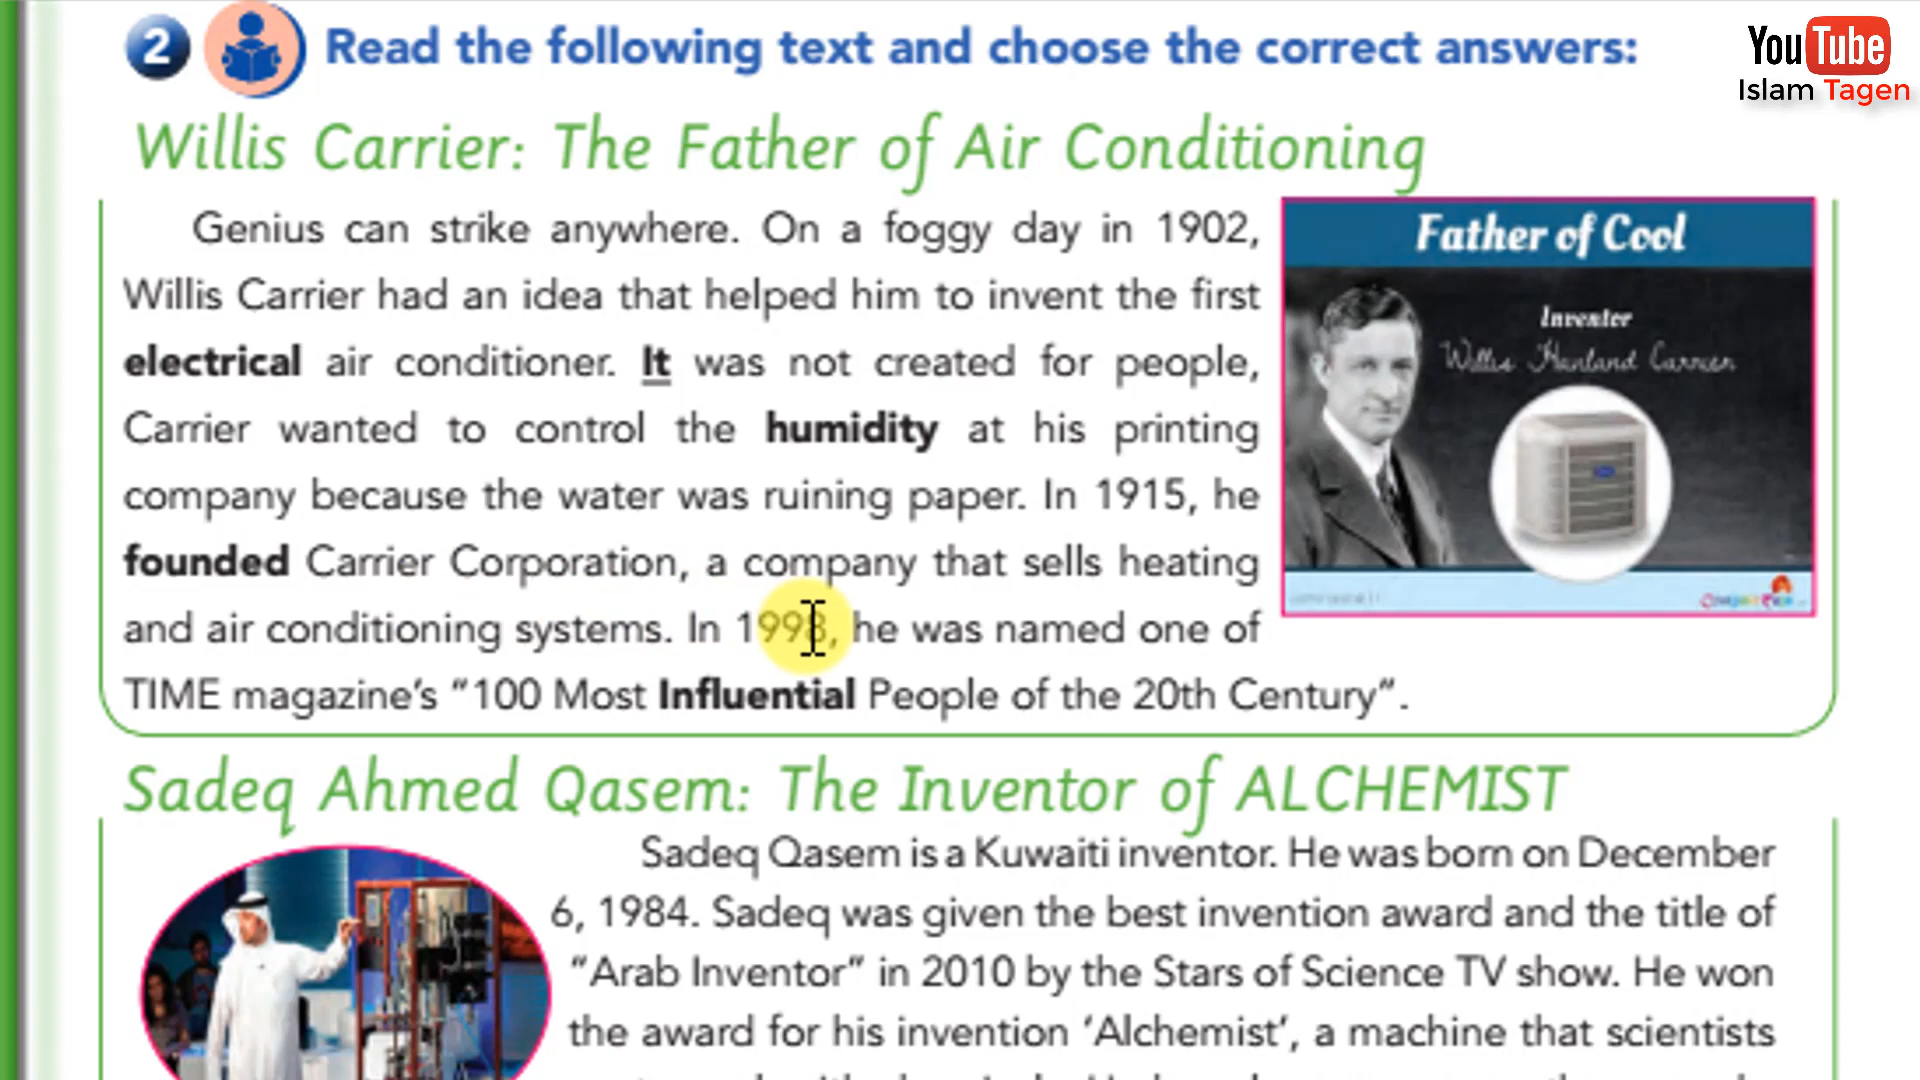 2 Read the following text and choose the correct answers:
YouTube
Islam Tagen
Willis Carrier: The Father of Air Conditioning
Genius can strike anywhere. On a foggy day in 1902,
Willis Carrier had an idea that helped him to invent the first
electrical air conditioner. It was not created for people,
Carrier wanted to control the humidity at his printing
company because the water was ruining paper. In 1915, he
founded Carrier Corporation, a company that sells heating
and air conditioning systems. In 1998, he was named one of
TIME magazine's "100 Most Influential People of the 20th Century".
Father of Cool
Inventor
Willis Haviland Carrier
Sadeq Ahmed Qasem: The Inventor of ALCHEMIST
Sadeq Qasem is a Kuwaiti inventor. He was born on December
6, 1984. Sadeq was given the best invention award and the title of
"Arab Inventor" in 2010 by the Stars of Science TV show. He won
the award for his invention 'Alchemist', a machine that scientists